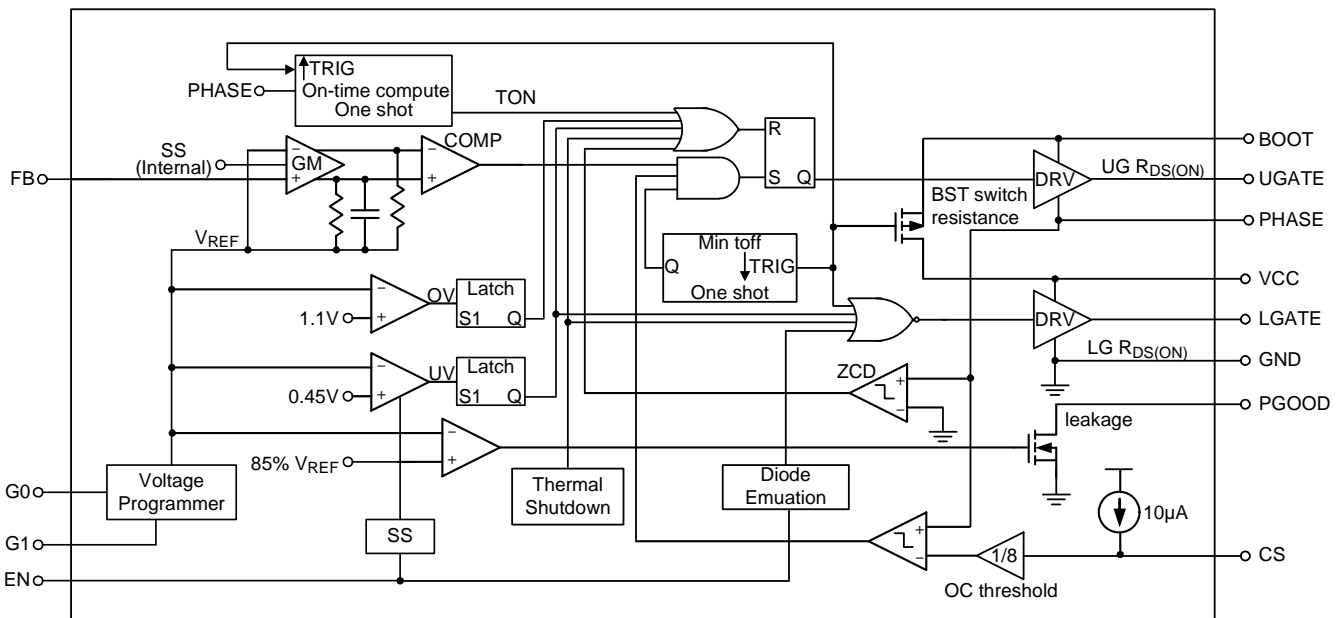 TRIG
On-time compute
One shot
PHASE
TON
COMP
SS
(Internal)
−
GM
+
−
+
FB
R
S
Q
BOOT
UGATE
PHASE
VCC
LGATE
GND
PGOOD
CS
DRV
UG RDS(ON)
BST switch
resistance
VREF
Min toff
Q
TRIG
One shot
−
+
OV
Latch
S1 Q
1.1V
DRV
LG RDS(ON)
−
+
UV
Latch
S1 Q
0.45V
ZCD
+
−
leakage
−
+
85% VREF
Voltage
Programmer
G0
G1
EN
SS
Thermal
Shutdown
Diode
Emuation
10µA
+
−
1/8
OC threshold